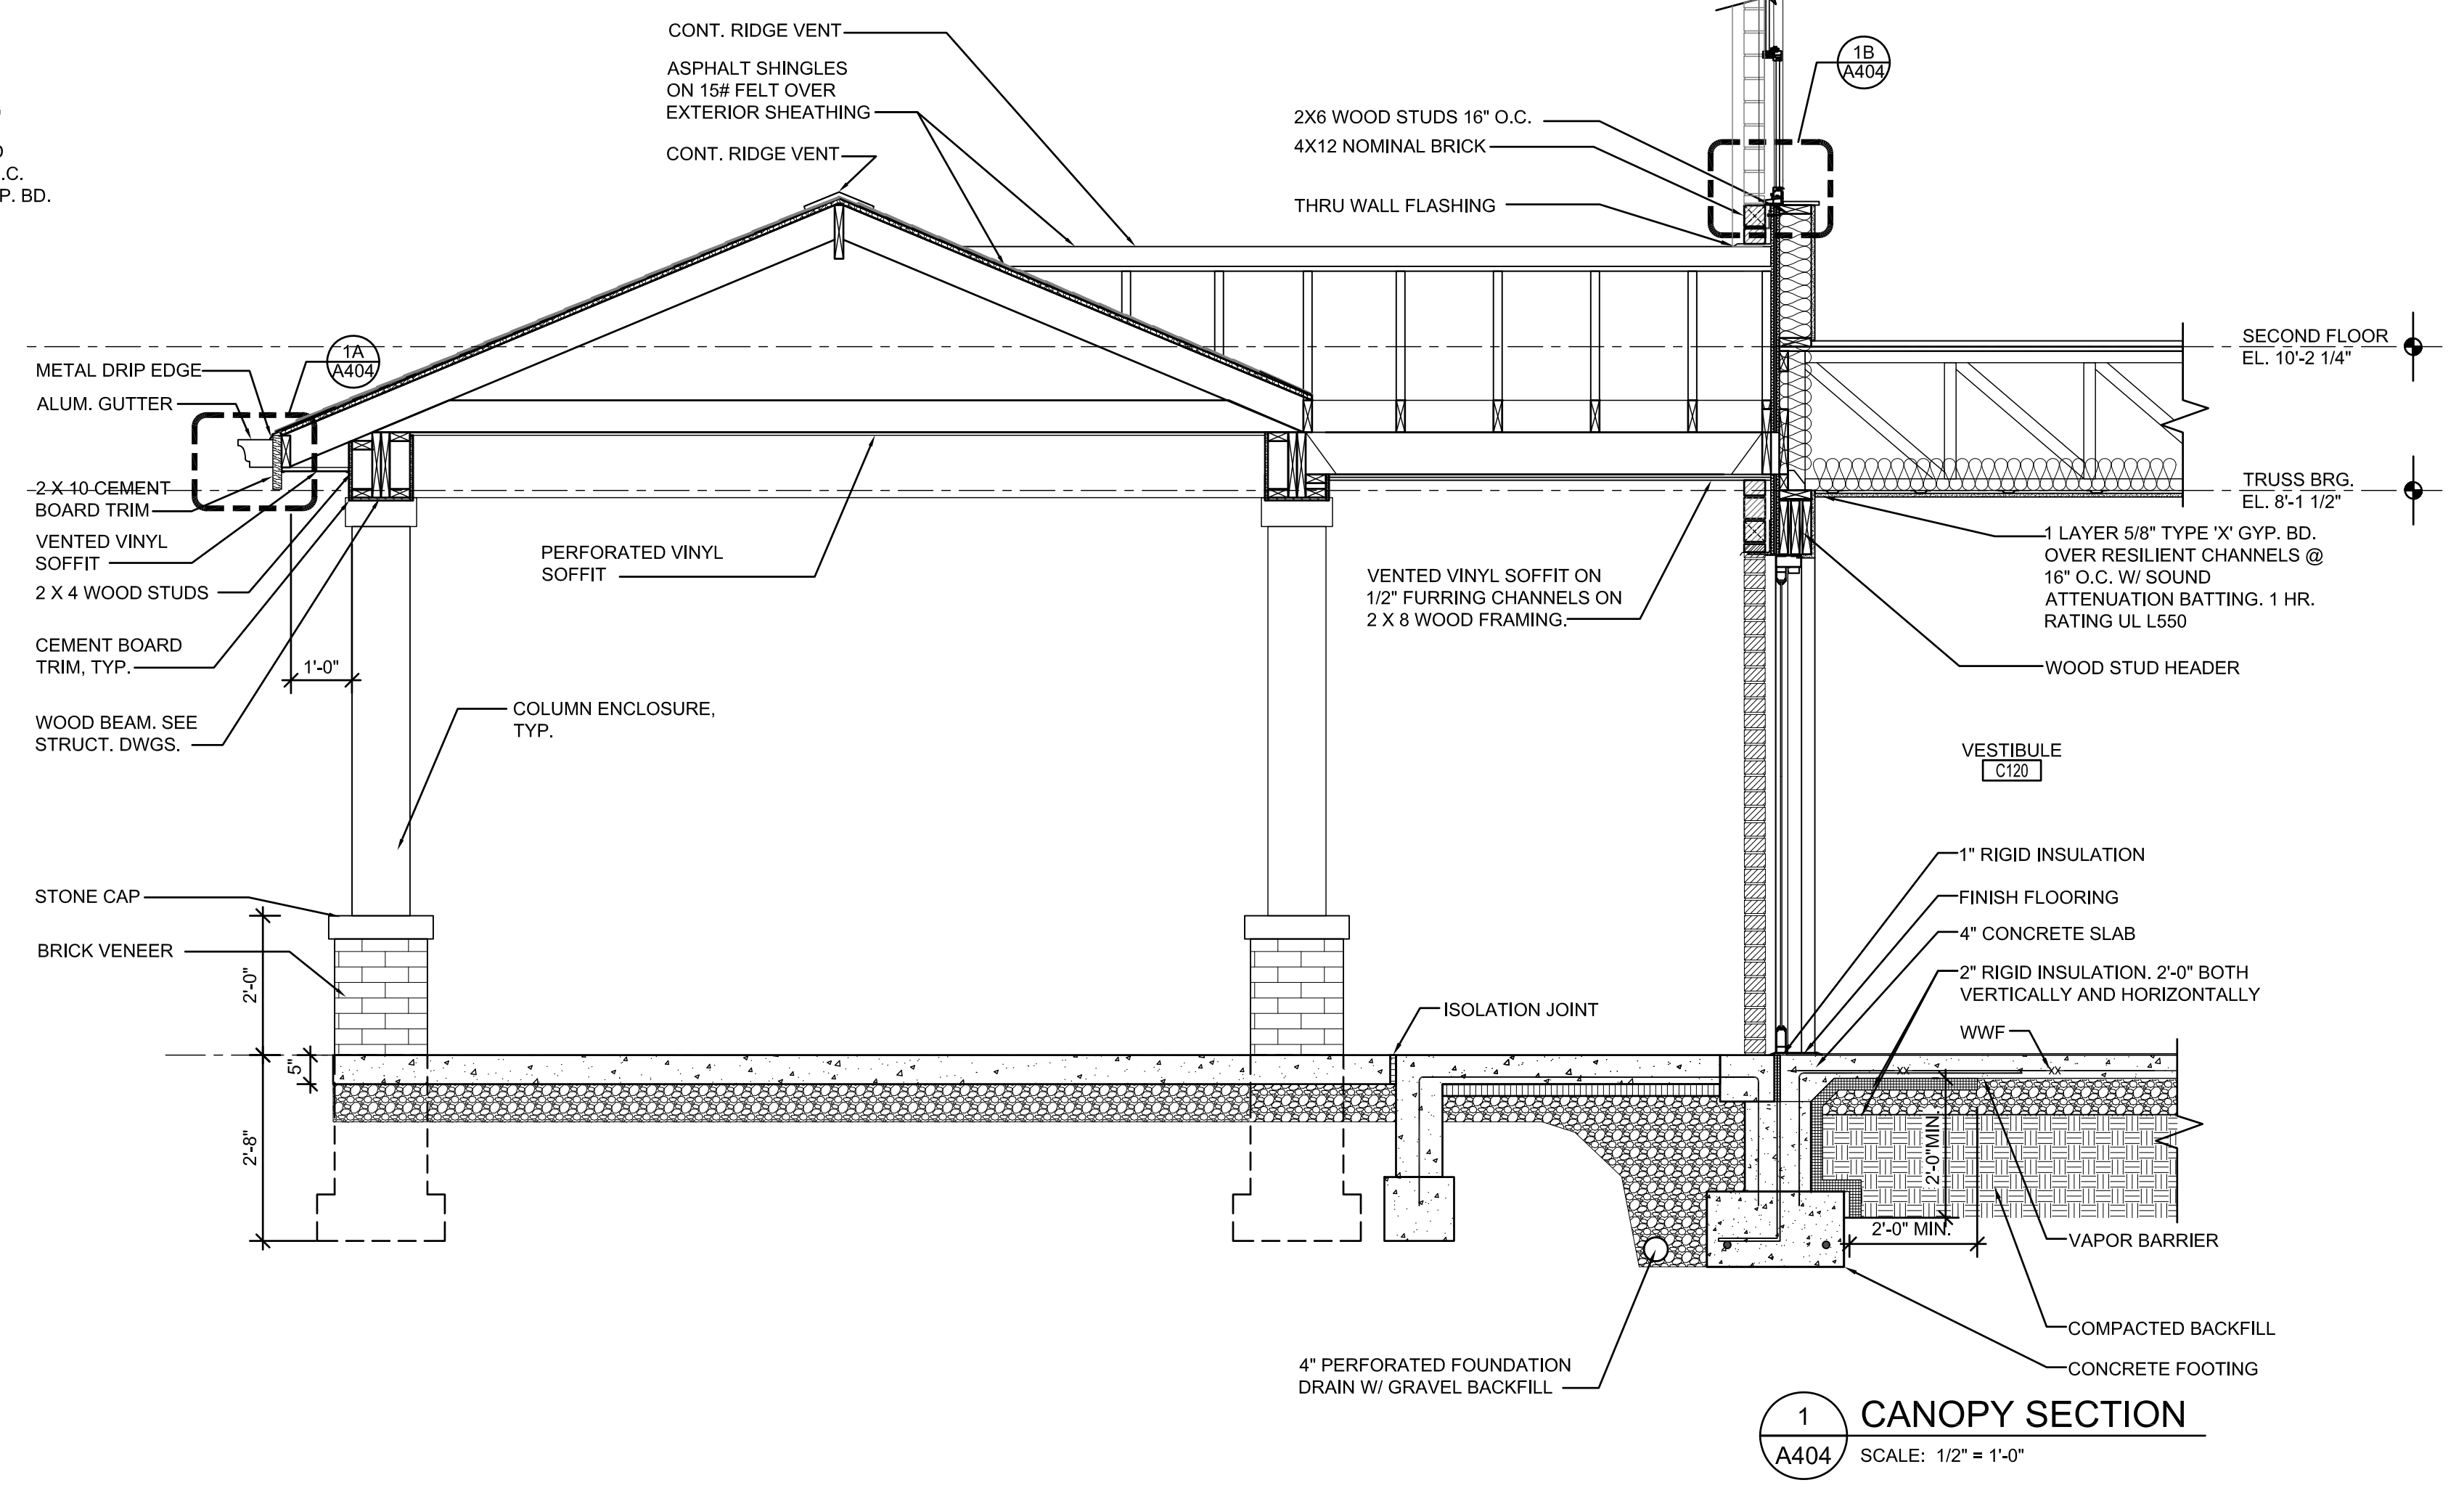 .C.
P. BD.
CONT. RIDGE VENT
ASPHALT SHINGLES
ON 15# FELT OVER
EXTERIOR SHEATHING
CONT. RIDGE VENT
2X6 WOOD STUDS 16" O.C.
4X12 NOMINAL BRICK
THRU WALL FLASHING
1B
A404
METAL DRIP EDGE
ALUM. GUTTER
1A
A404
2 X 10 CEMENT
BOARD TRIM
VENTED VINYL
SOFFIT
2 X 4 WOOD STUDS
CEMENT BOARD
TRIM, TYP.
1'-0"
WOOD BEAM. SEE
STRUCT. DWGS.
PERFORATED VINYL
SOFFIT
COLUMN ENCLOSURE,
TYP.
VENTED VINYL SOFFIT ON
1/2" FURRING CHANNELS ON
2 X 8 WOOD FRAMING.
SECOND FLOOR
EL. 10'-2 1/4"
TRUSS BRG.
EL. 8'-1 1/2"
1 LAYER 5/8" TYPE 'X' GYP. BD.
OVER RESILIENT CHANNELS @
16" O.C. W/ SOUND
ATTENUATION BATTING. 1 HR.
RATING UL L550
WOOD STUD HEADER
VESTIBULE
C120
STONE CAP
BRICK VENEER
2'-0"
5"
2'-8"
ISOLATION JOINT
1" RIGID INSULATION
FINISH FLOORING
4" CONCRETE SLAB
2" RIGID INSULATION. 2'-0" BOTH
VERTICALLY AND HORIZONTALLY
WWF
XX
XX
2'-0"MIN.
2'-0" MIN.
VAPOR BARRIER
COMPACTED BACKFILL
CONCRETE FOOTING
4" PERFORATED FOUNDATION
DRAIN W/ GRAVEL BACKFILL
1
A404
CANOPY SECTION
SCALE: 1/2" = 1'-0"